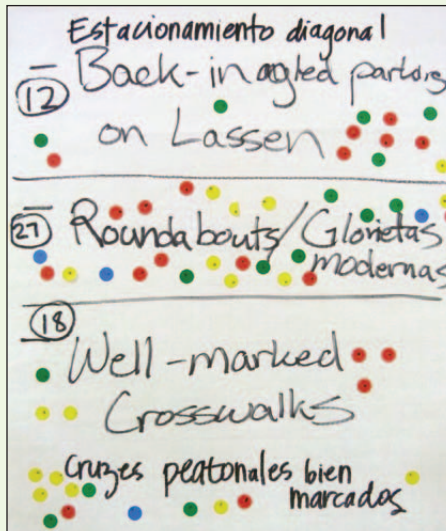 Estacionamiento diagonal
12 Back-in agled parking
on Lassen
27 Roundabouts/Glorietas
modernas
18
Well-marked
Crosswalks
Cruzes peatonales bien
marcados